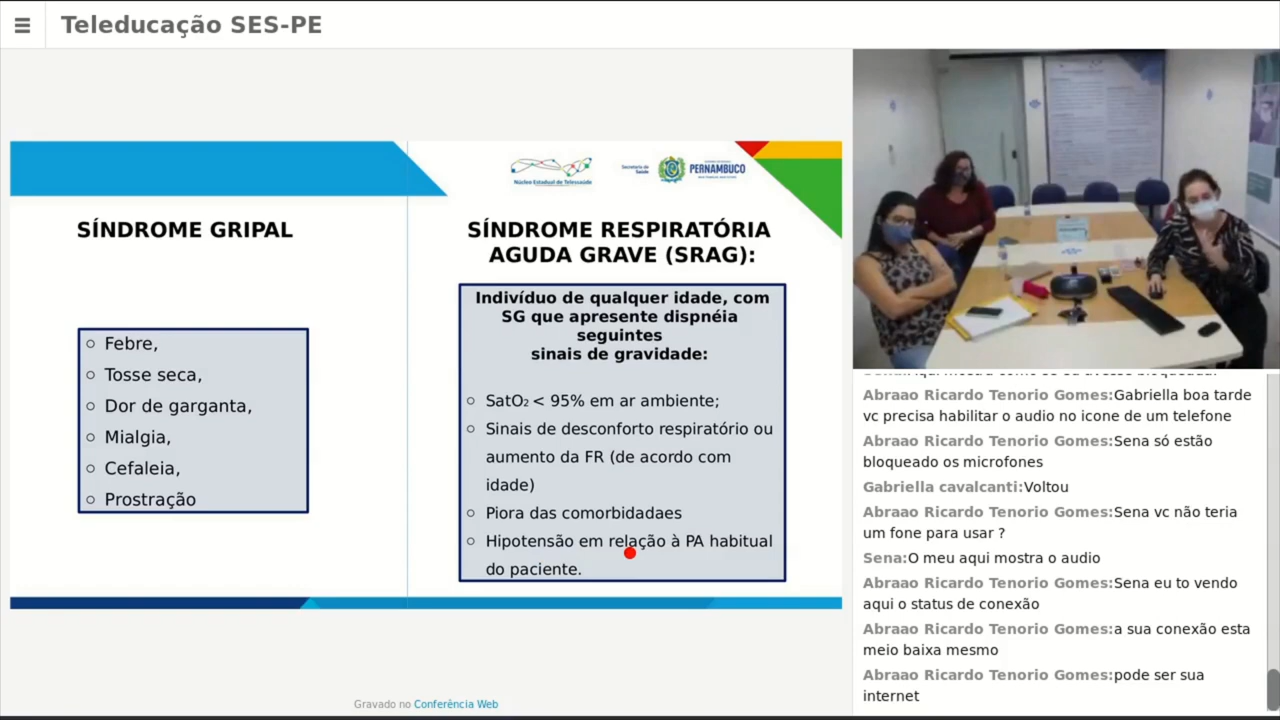 Teleducação SES-PE
Núcleo Estadual de Telessaúde
Secretaria de
Saúde
PERNAMBUCO
SÍNDROME GRIPAL
Febre,
Tosse seca,
Dor de garganta,
Mialgia,
Cefaleia,
Prostração
SÍNDROME RESPIRATÓRIA
AGUDA GRAVE (SRAG):
Indivíduo de qualquer idade, com
SG que apresente dispnéia
seguintes
sinais de gravidade:
SatO₂ < 95% em ar ambiente;
Sinais de desconforto respiratório ou
aumento da FR (de acordo com
idade)
Piora das comorbidadaes
Hipotensão em relação à PA habitual
do paciente.
Gravado no Conferência Web
Abraao Ricardo Tenorio Gomes:Gabriella boa tarde
vc precisa habilitar o audio no icone de um telefone
Abraao Ricardo Tenorio Gomes:Sena só estão
bloqueado os microfones
Gabriella cavalcanti:Voltou
Abraao Ricardo Tenorio Gomes:Sena vc não teria
um fone para usar ?
Sena:O meu aqui mostra o audio
Abraao Ricardo Tenorio Gomes:Sena eu to vendo
aqui o status de conexão
Abraao Ricardo Tenorio Gomes:a sua conexão esta
meio baixa mesmo
Abraao Ricardo Tenorio Gomes:pode ser sua
internet